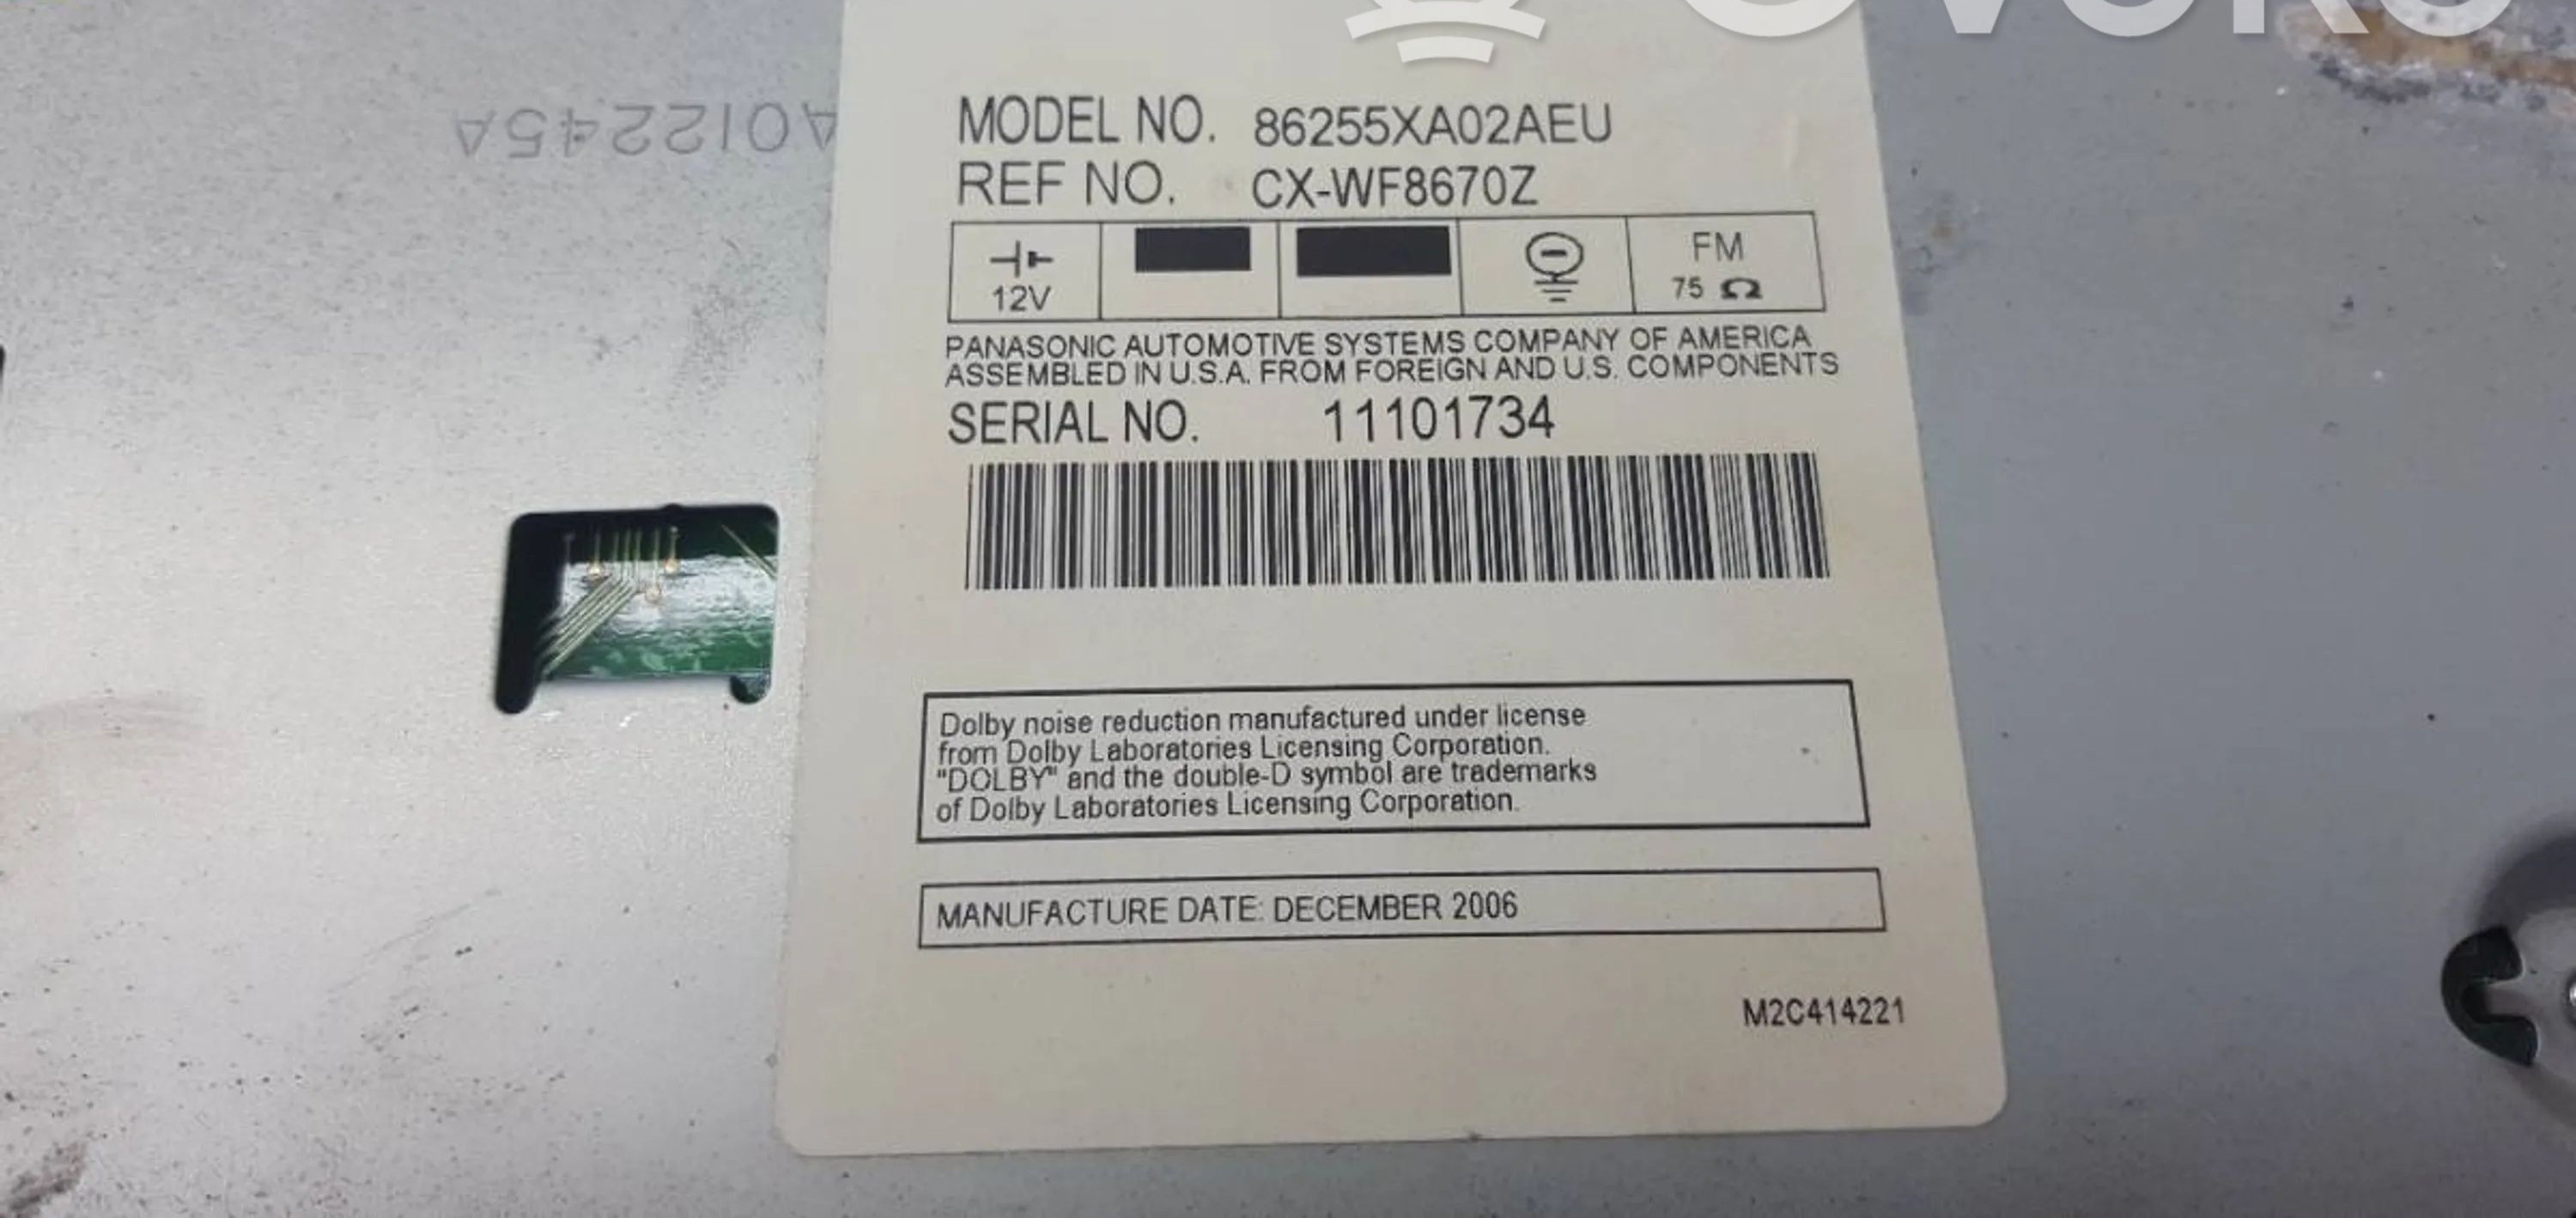 A012245A
MODEL NO. 86255XA02AEU
REF NO. CX-WF8670Z
12V
FM
75 Ω
PANASONIC AUTOMOTIVE SYSTEMS COMPANY OF AMERICA
ASSEMBLED IN U.S.A. FROM FOREIGN AND U.S. COMPONENTS
SERIAL NO. 11101734
Dolby noise reduction manufactured under license
from Dolby Laboratories Licensing Corporation.
"DOLBY" and the double-D symbol are trademarks
of Dolby Laboratories Licensing Corporation.
MANUFACTURE DATE: DECEMBER 2006
M2C414221